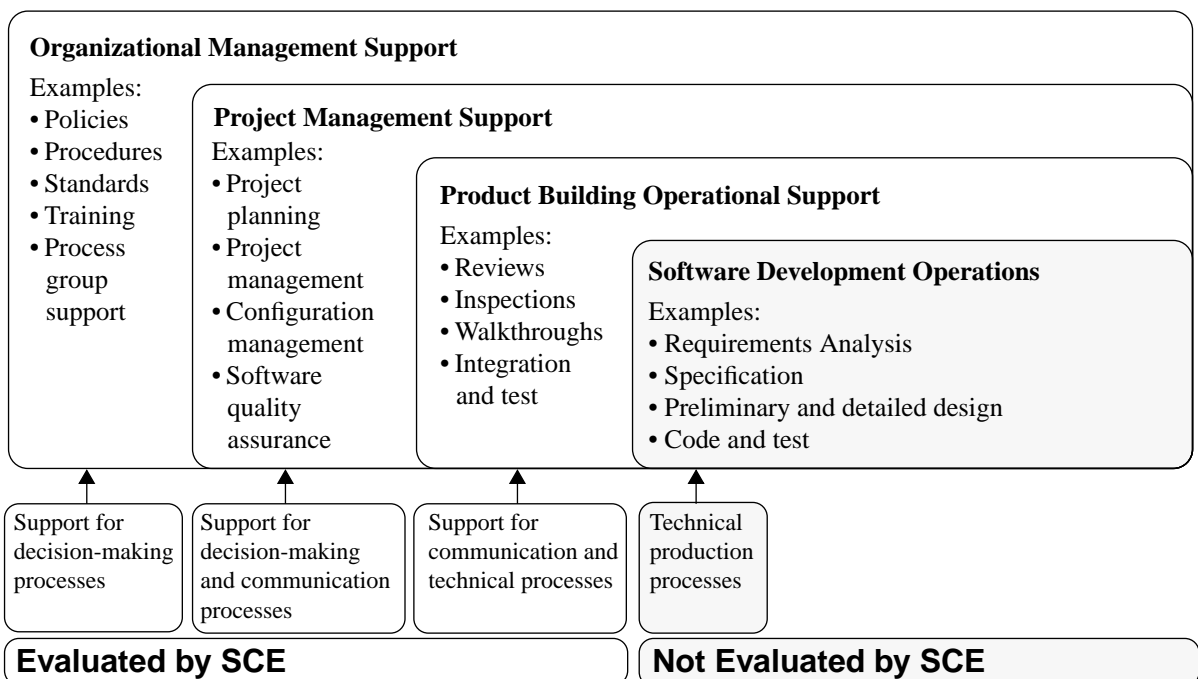 Organizational Management Support
Examples:
• Policies
• Procedures
• Standards
• Training
• Process
group
support
Project Management Support
Examples:
• Project
planning
• Project
management
• Configuration
management
• Software
quality
assurance
Product Building Operational Support
Examples:
• Reviews
• Inspections
• Walkthroughs
• Integration
and test
Software Development Operations
Examples:
• Requirements Analysis
• Specification
• Preliminary and detailed design
• Code and test
Support for
decision-making
processes
Support for
decision-making
and communication
processes
Support for
communication and
technical processes
Technical
production
processes
Evaluated by SCE
Not Evaluated by SCE